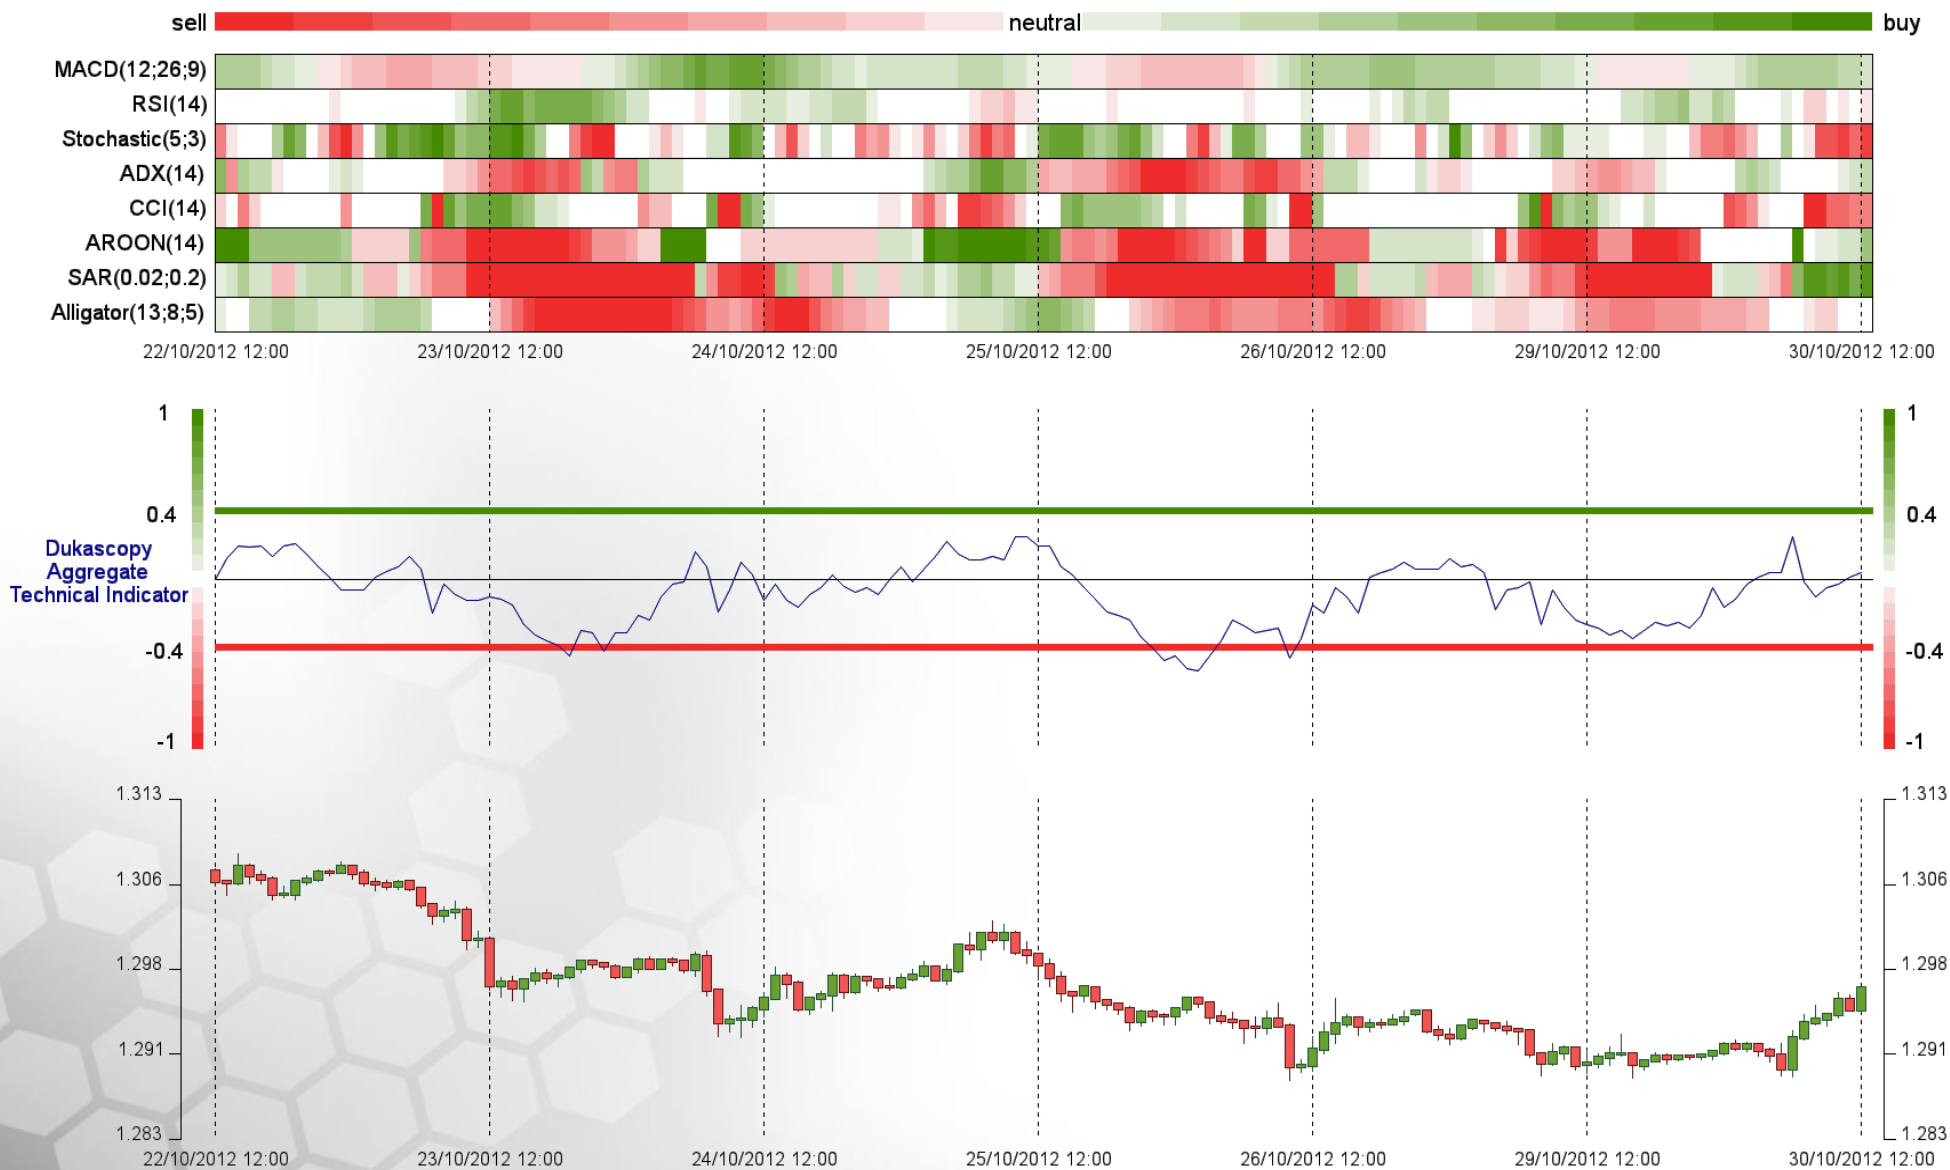 sell neutral buy
MACD(12;26;9)
RSI(14)
Stochastic(5;3)
ADX(14)
CCI(14)
AROON(14)
SAR(0.02;0.2)
Alligator(13;8;5)
22/10/2012 12:00 23/10/2012 12:00 24/10/2012 12:00 25/10/2012 12:00 26/10/2012 12:00 29/10/2012 12:00 30/10/2012 12:00
1 1
0.4 0.4
Dukascopy
Aggregate
Technical Indicator
-0.4 -0.4
-1 -1
1.313 1.313
1.306 1.306
1.298 1.298
1.291 1.291
1.283 1.283
22/10/2012 12:00 23/10/2012 12:00 24/10/2012 12:00 25/10/2012 12:00 26/10/2012 12:00 29/10/2012 12:00 30/10/2012 12:00